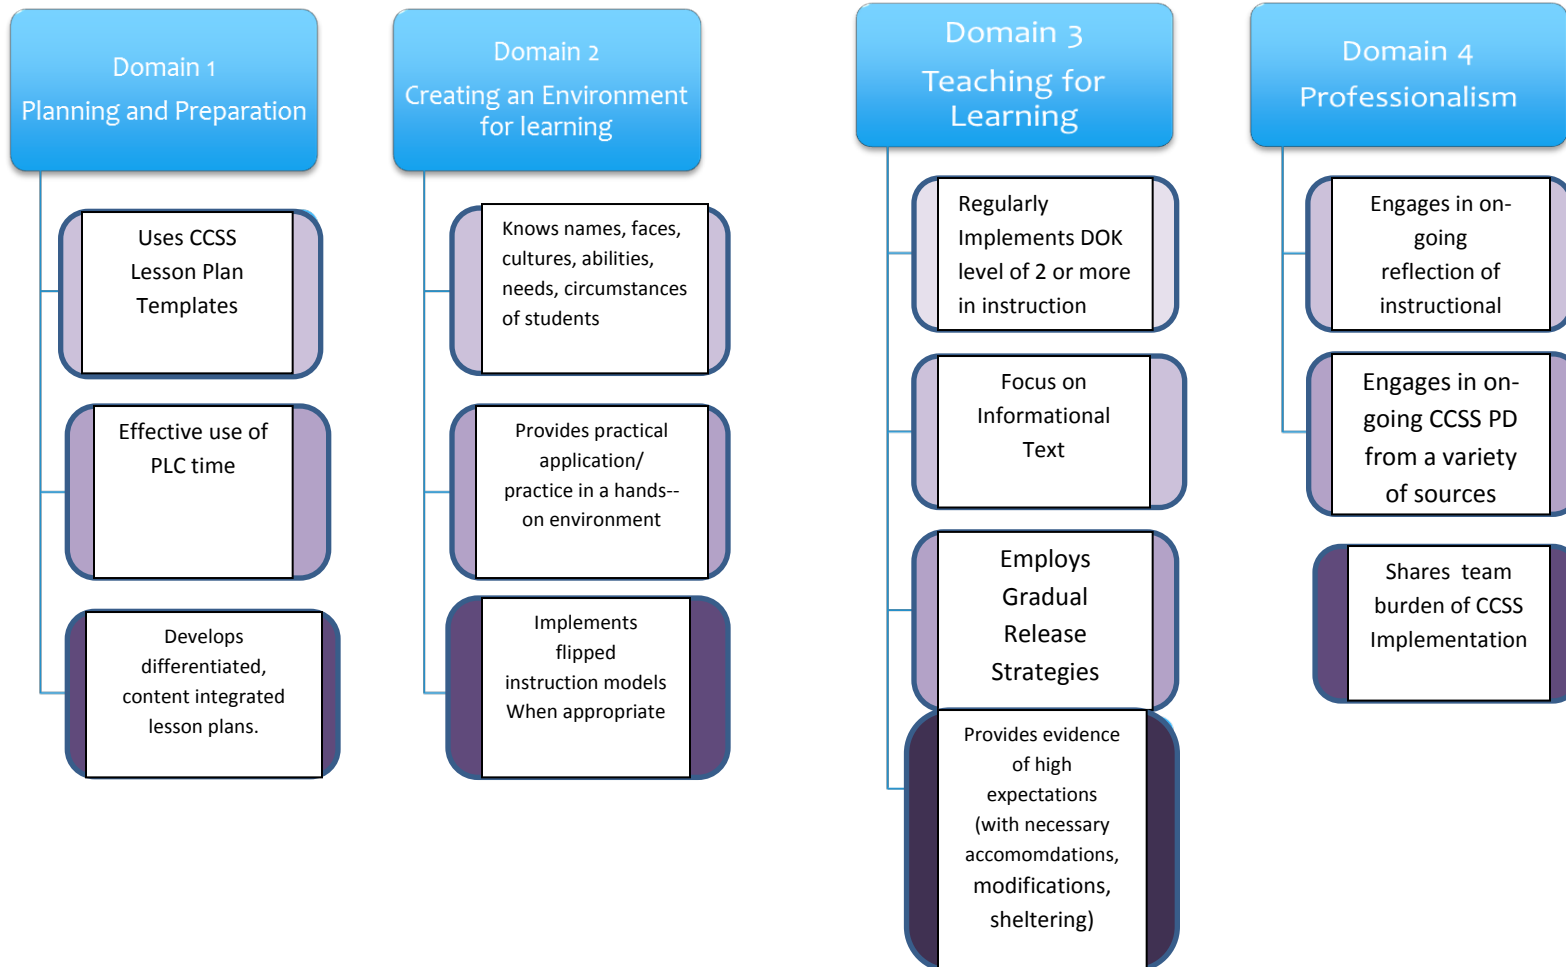 Domain 1
Planning and Preparation
Uses CCSS
Lesson Plan
Templates
Effective use of
PLC time
Develops
differentiated,
content integrated
lesson plans.
Domain 2
Creating an Environment
for learning
Knows names, faces,
cultures, abilities,
needs, circumstances
of students
Provides practical
application/
practice in a hands--
on environment
Implements
flipped
instruction models
When appropriate
Domain 3
Teaching for
Learning
Regularly
Implements DOK
level of 2 or more
in instruction
Focus on
Informational
Text
Employs
Gradual
Release
Strategies
Provides evidence
of high
expectations
(with necessary
accomomdations,
modifications,
sheltering)
Domain 4
Professionalism
Engages in on-
going
reflection of
instructional
Engages in on-
going CCSS PD
from a variety
of sources
Shares team
burden of CCSS
Implementation